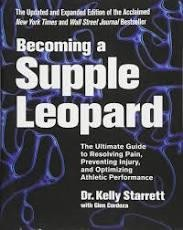 The Updated and Expanded Edition of the Acclaimed
New York Times and Wall Street Journal Bestseller
Becoming a
Supple
Leopard
The Ultimate Guide
to Resolving Pain,
Preventing Injury, and
Optimizing Athletic
Performance
Dr. Kelly Starrett
with Glen Cordoza